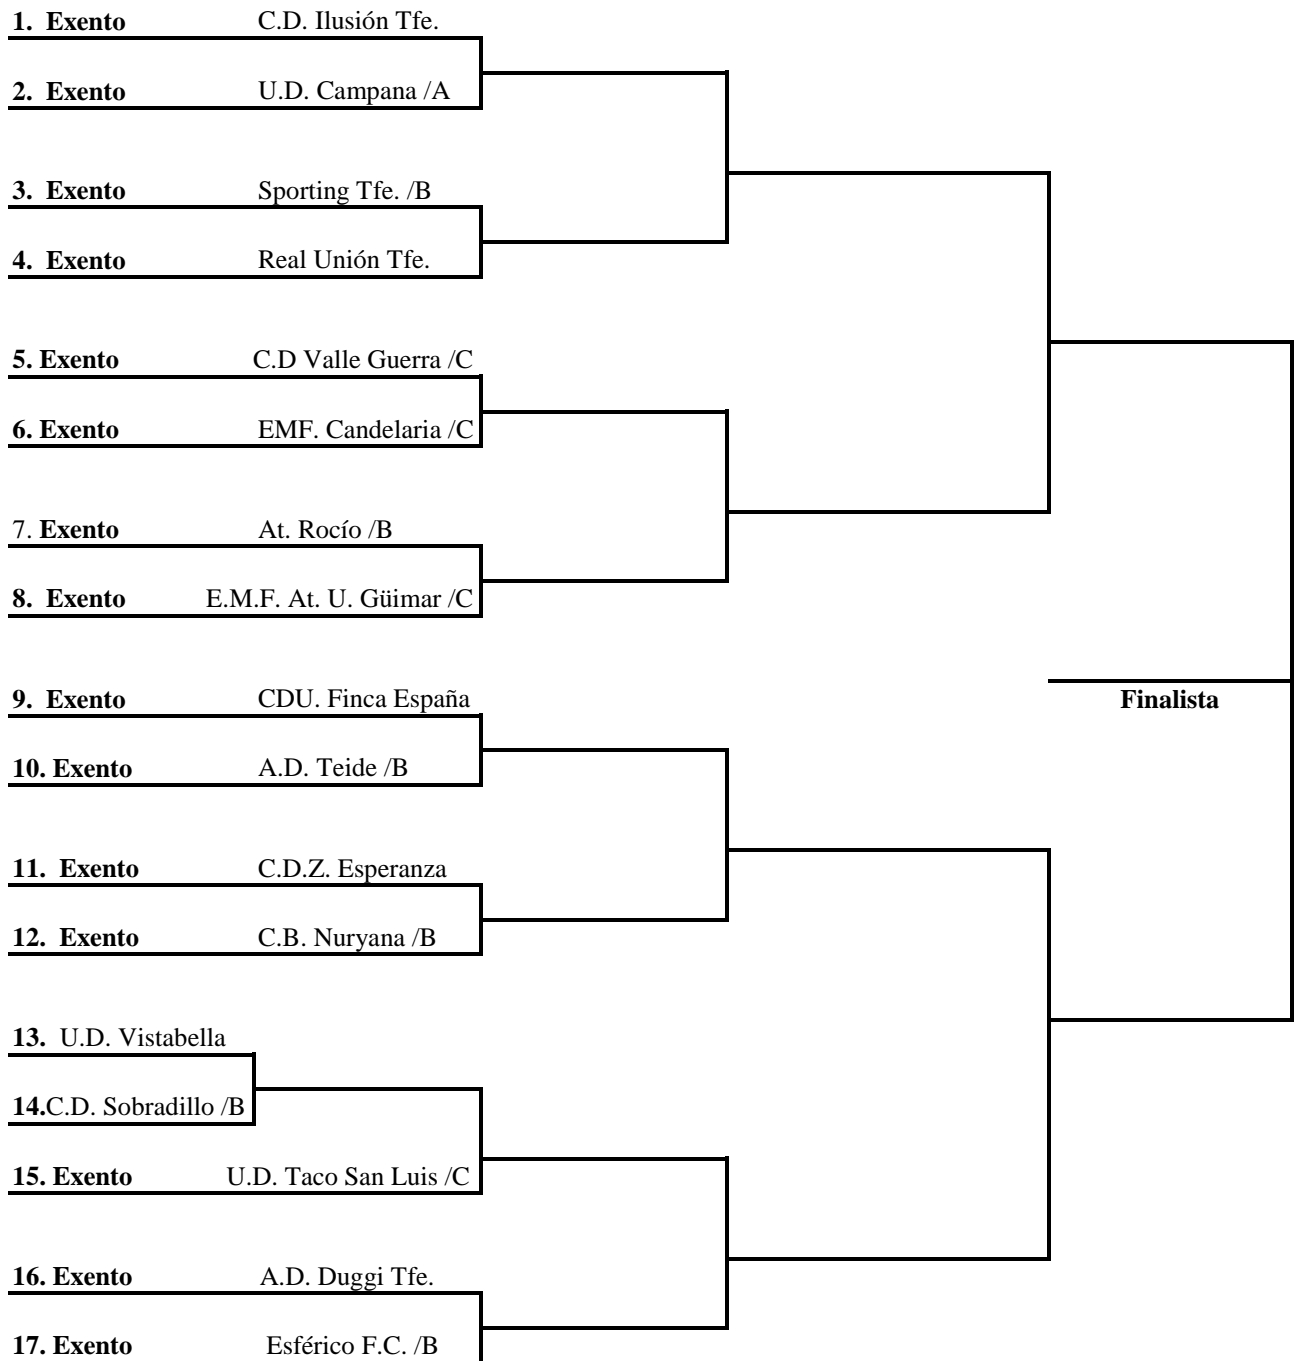 1. Exento C.D. Ilusión Tfe.
2. Exento U.D. Campana /A
3. Exento Sporting Tfe. /B
4. Exento Real Unión Tfe.
5. Exento C.D Valle Guerra /C
6. Exento EMF. Candelaria /C
7. Exento At. Rocío /B
8. Exento E.M.F. At. U. Güimar /C
9. Exento CDU. Finca España
Finalista
10. Exento A.D. Teide /B
11. Exento C.D.Z. Esperanza
12. Exento C.B. Nuryana /B
13. U.D. Vistabella
14.C.D. Sobradillo /B
15. Exento U.D. Taco San Luis /C
16. Exento A.D. Duggi Tfe.
17. Exento Esférico F.C. /B